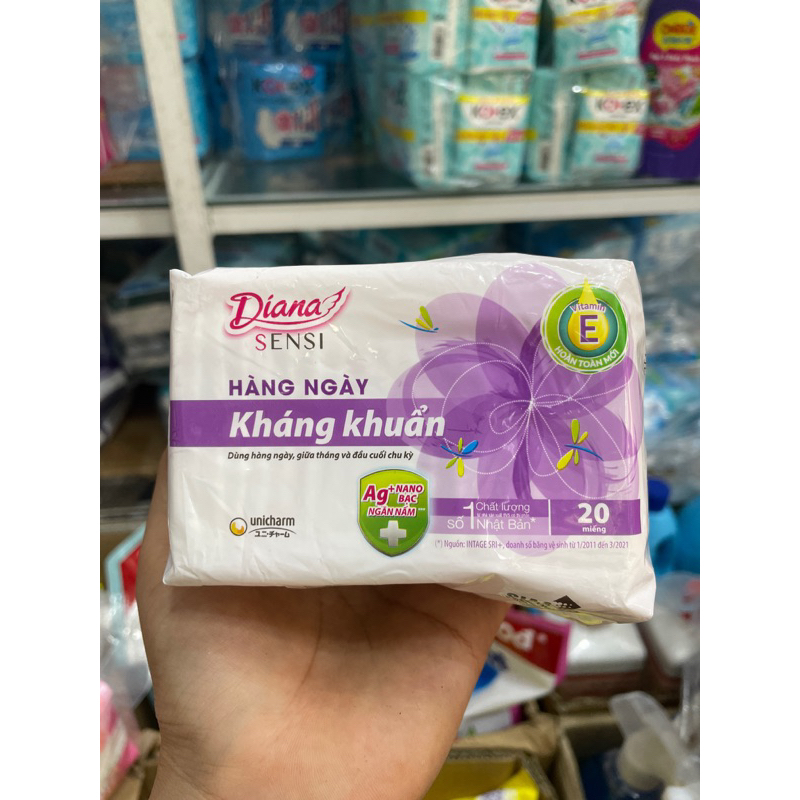 KOTEX
KOTEX
Diana
SENSI
Vitamin
E
HOÀN TOÀN MỚI
HÀNG NGÀY
Kháng khuẩn
Dùng hàng ngày, giữa tháng và đầu cuối chu kỳ
Ag+ NANO
BẠC
NGĂN NẤM
unicharm
ユニ・チャーム
SỐ 1 Chất lượng
Nhật Bản*
20
miếng
(*) Nguồn: INTAGE SRI+, doanh số băng vệ sinh từ 1/2011 đến 3/2021